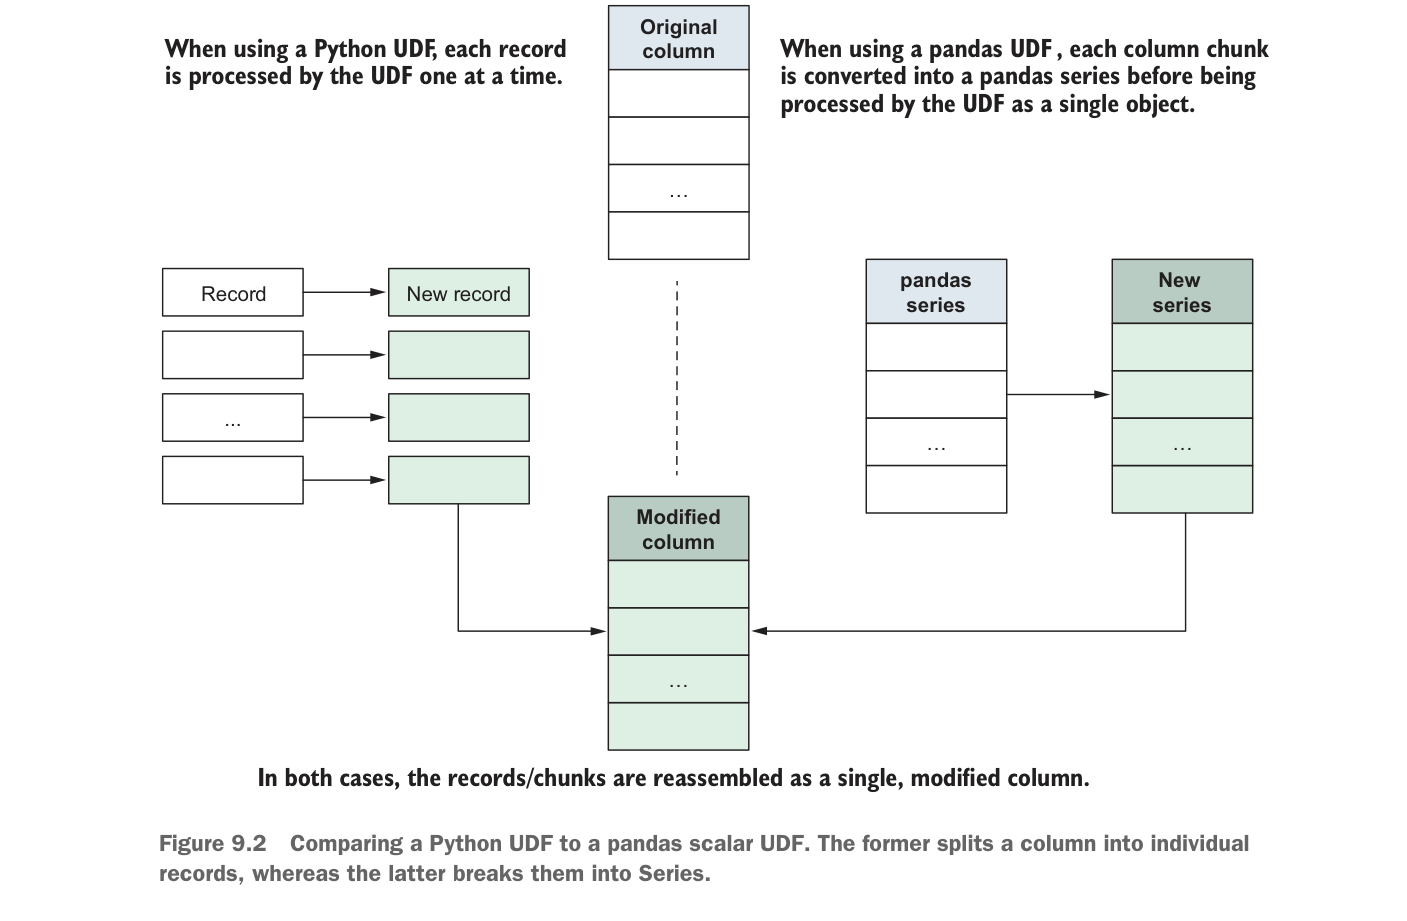 When using a Python UDF, each record
is processed by the UDF one at a time.
Original
column
...
When using a pandas UDF , each column chunk
is converted into a pandas series before being
processed by the UDF as a single object.
Record
New record
...
pandas
series
...
New
series
...
Modified
column
...
In both cases, the records/chunks are reassembled as a single, modified column.
Figure 9.2 Comparing a Python UDF to a pandas scalar UDF. The former splits a column into individual
records, whereas the latter breaks them into Series.